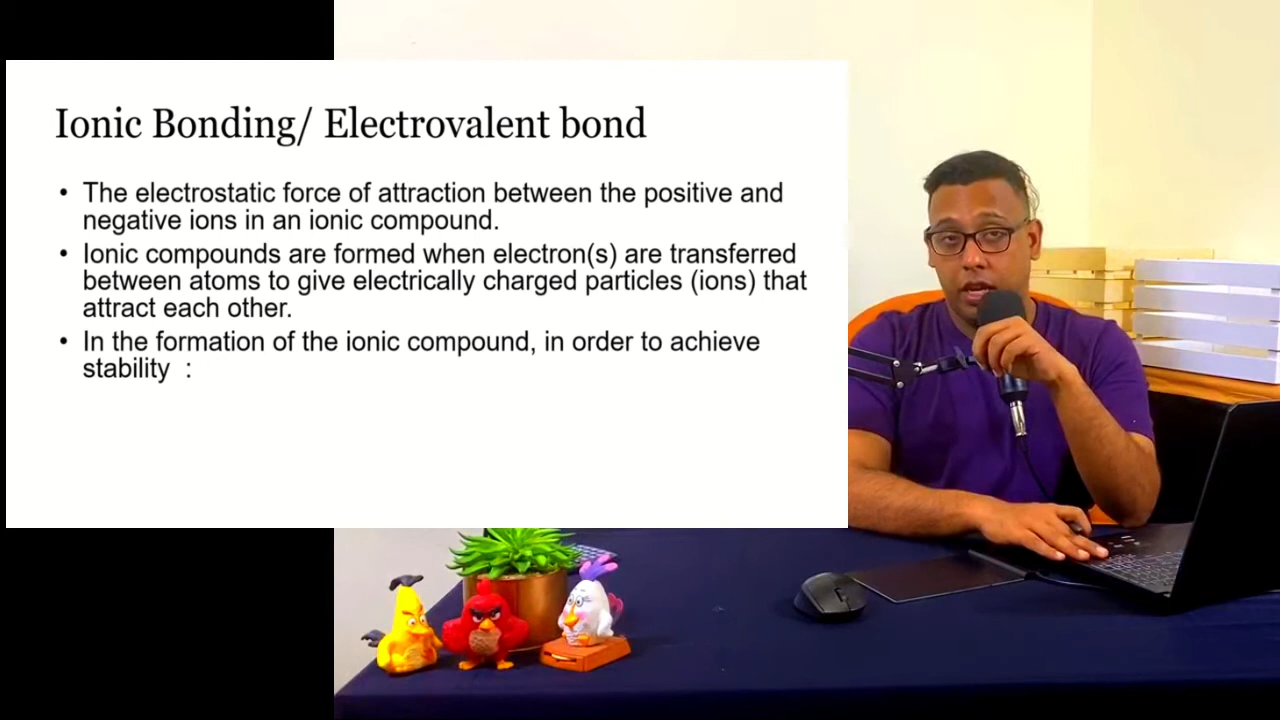 Ionic Bonding/ Electrovalent bond
• The electrostatic force of attraction between the positive and
negative ions in an ionic compound.
• Ionic compounds are formed when electron(s) are transferred
between atoms to give electrically charged particles (ions) that
attract each other.
• In the formation of the ionic compound, in order to achieve
stability :